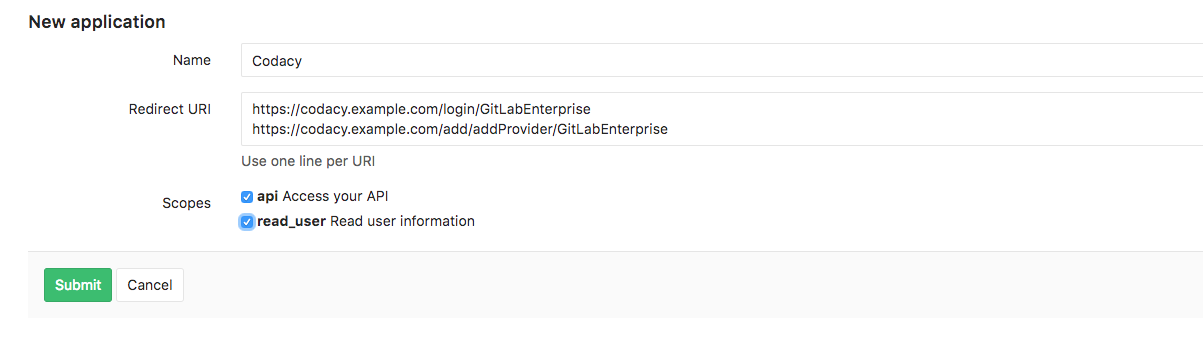 New application
Name
Codacy
Redirect URI
https://codacy.example.com/login/GitLabEnterprise
https://codacy.example.com/add/addProvider/GitLabEnterprise
Use one line per URI
Scopes
api Access your API
read_user Read user information
Submit Cancel